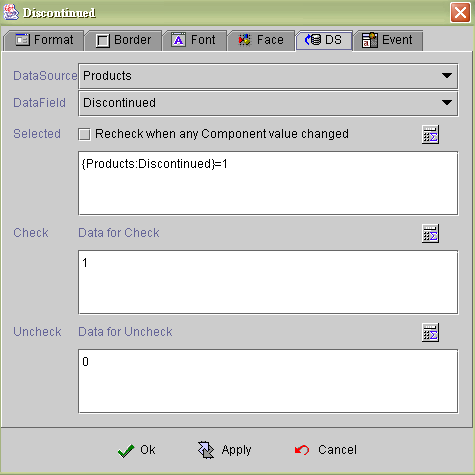 Discontinued
Format Border Font Face DS Event
DataSource Products
DataField Discontinued
Selected Recheck when any Component value changed
{Products:Discontinued}=1
Check Data for Check
1
Uncheck Data for Uncheck
0
Ok Apply Cancel